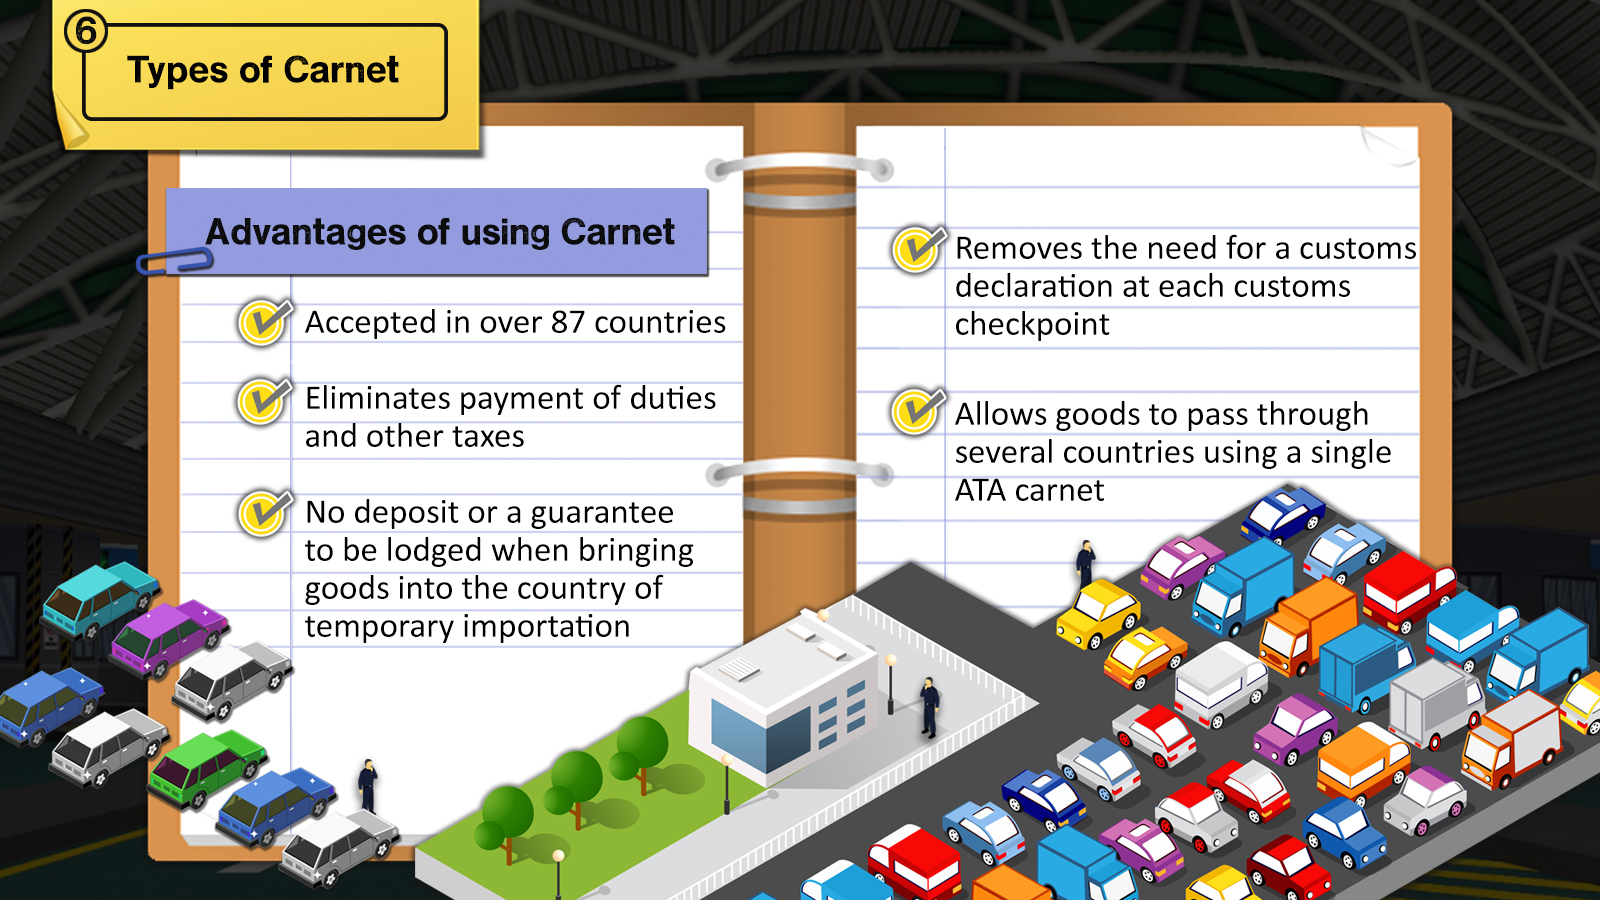 6
Types of Carnet
Advantages of using Carnet
Accepted in over 87 countries
Eliminates payment of duties
and other taxes
No deposit or a guarantee
to be lodged when bringing
goods into the country of
temporary importation
Removes the need for a customs
declaration at each customs
checkpoint
Allows goods to pass through
several countries using a single
ATA carnet